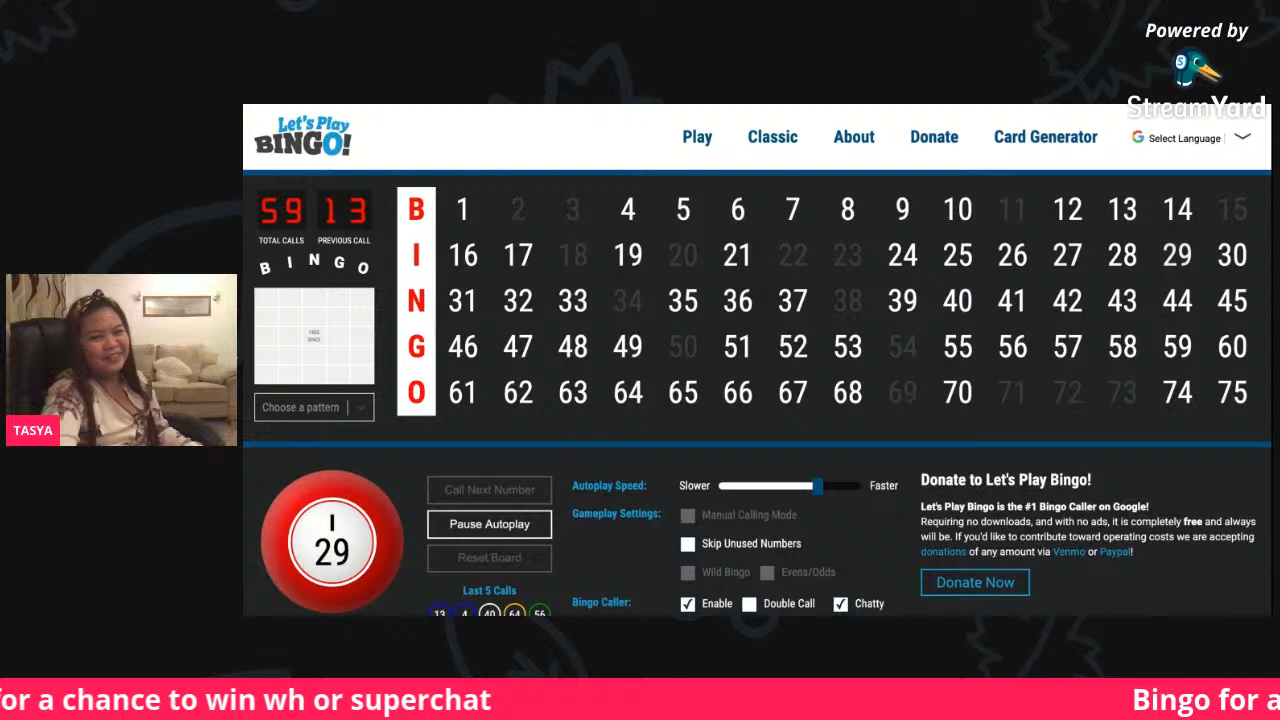 Powered by
StreamYard
Let's Play
BINGO!
Play
Classic
About
Donate
Card Generator
G Select Language
59 13
TOTAL CALLS PREVIOUS CALL
B I N G O
FREE
SPACE
Choose a pattern
B 1 2 3 4 5 6 7 8 9 10 11 12 13 14 15
I 16 17 18 19 20 21 22 23 24 25 26 27 28 29 30
N 31 32 33 34 35 36 37 38 39 40 41 42 43 44 45
G 46 47 48 49 50 51 52 53 54 55 56 57 58 59 60
O 61 62 63 64 65 66 67 68 69 70 71 72 73 74 75
TASYA
I
29
Call Next Number
Pause Autoplay
Reset Board
Last 5 Calls
13 4 40 64 56
Autoplay Speed: Slower Faster
Gameplay Settings: Manual Calling Mode
Skip Unused Numbers
Wild Bingo Evens/Odds
Bingo Caller: Enable Double Call Chatty
Donate to Let's Play Bingo!
Let's Play Bingo is the #1 Bingo Caller on Google!
Requiring no downloads, and with no ads, it is completely free and always
will be. If you'd like to contribute toward operating costs we are accepting
donations of any amount via Venmo or Paypal!
Donate Now
for a chance to win wh or superchat
Bingo for a